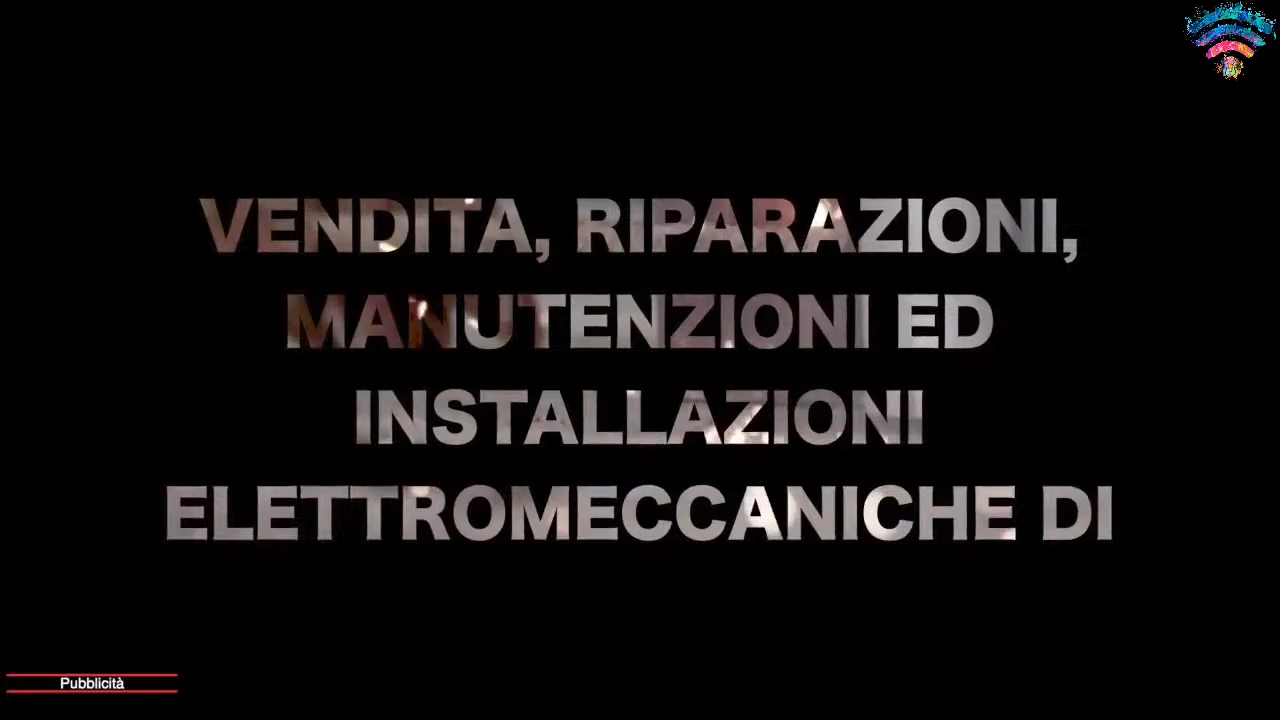 VENDITA, RIPARAZIONI,
MANUTENZIONI ED
INSTALLAZIONI
ELETTROMECCANICHE DI
Pubblicità